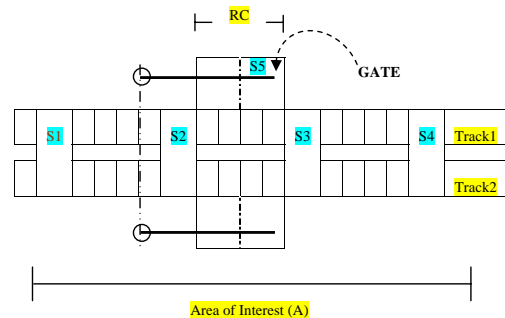 RC
S5
GATE
S1
S2
S3
S4
Track1
Track2
Area of Interest (A)